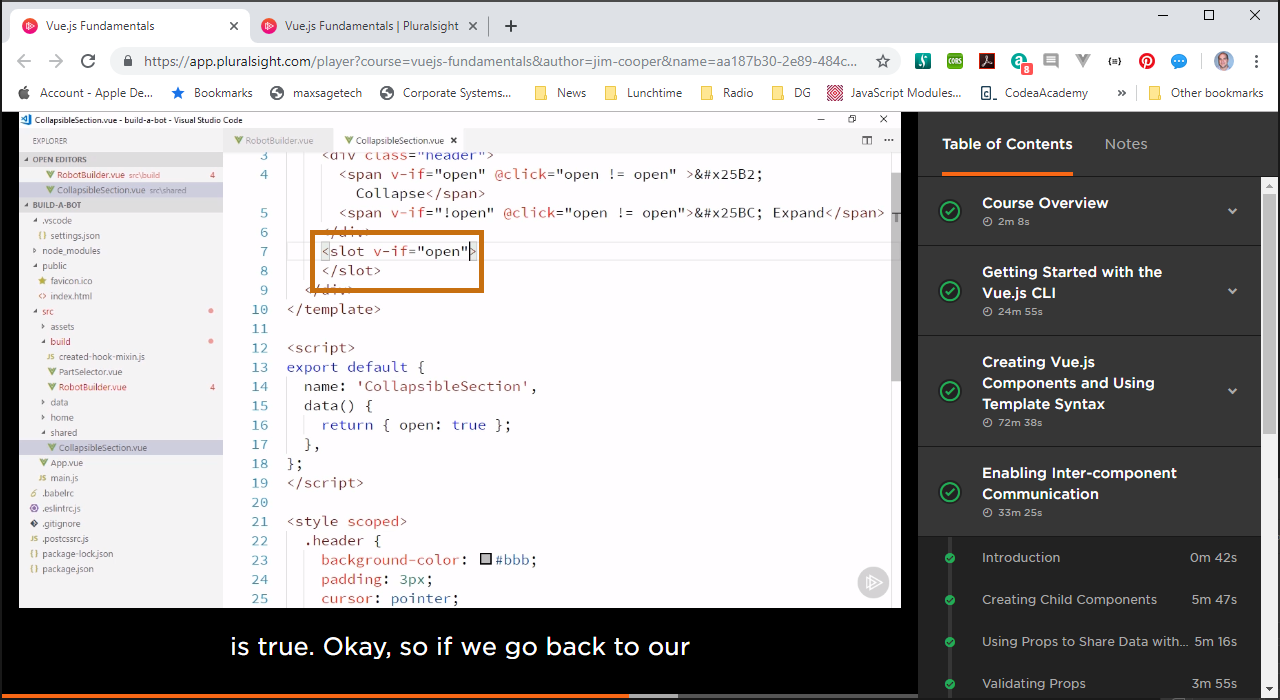 Vue.js Fundamentals
Vue.js Fundamentals | Pluralsight
https://app.pluralsight.com/player?course=vuejs-fundamentals&author=jim-cooper&name=aa187b30-2e89-484c...
CORS
8
Account - Apple De...
Bookmarks
maxsagetech
Corporate Systems...
News
Lunchtime
Radio
DG
JavaScript Modules...
CodeaAcademy
»
Other bookmarks
CollapsibleSection.vue - build-a-bot - Visual Studio Code
EXPLORER
OPEN EDITORS
RobotBuilder.vue src\build 4
CollapsibleSection.vue src\shared
BUILD-A-BOT
.vscode
settings.json
node_modules
public
favicon.ico
index.html
src
assets
build
created-hook-mixin.js
PartSelector.vue
RobotBuilder.vue 4
data
home
shared
CollapsibleSection.vue
App.vue
main.js
.babelrc
.eslintrc.js
.gitignore
.postcssrc.js
package-lock.json
package.json
RobotBuilder.vue
CollapsibleSection.vue
3 <div class="header">
4 <span v-if="open" @click="open != open" >&#x25B2;
Collapse</span>
5 <span v-if="!open" @click="open != open">&#x25BC; Expand</span>
6 </div>
7 <slot v-if="open">
8 </slot>
9 </div>
10 </template>
11
12 <script>
13 export default {
14 name: 'CollapsibleSection',
15 data() {
16 return { open: true };
17 },
18 };
19 </script>
20
21 <style scoped>
22 .header {
23 background-color: #bbb;
24 padding: 3px;
25 cursor: pointer;
is true. Okay, so if we go back to our
Table of Contents
Notes
Course Overview
2m 8s
Getting Started with the
Vue.js CLI
24m 55s
Creating Vue.js
Components and Using
Template Syntax
72m 38s
Enabling Inter-component
Communication
33m 25s
Introduction 0m 42s
Creating Child Components 5m 47s
Using Props to Share Data with... 5m 16s
Validating Props 3m 55s